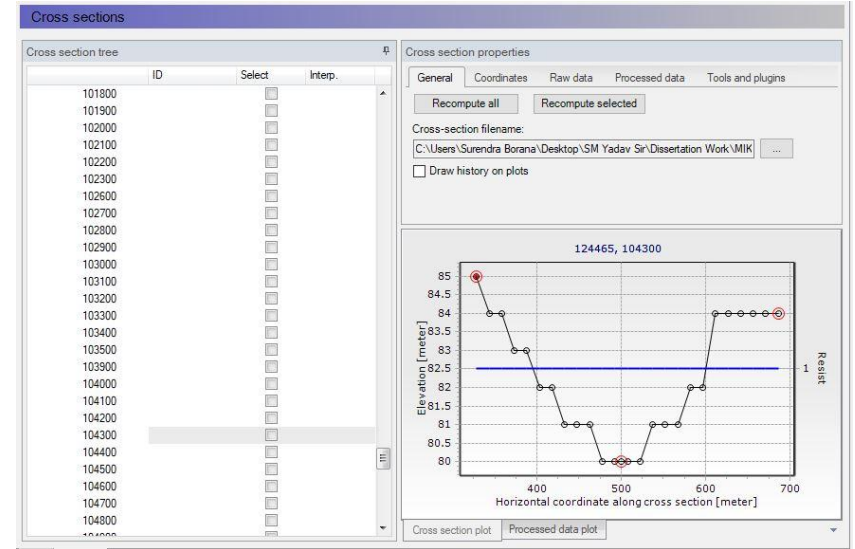 Cross sections
Cross section tree
ID Select Interp.
101800
101900
102000
102100
102200
102300
102600
102700
102800
102900
103000
103100
103200
103300
103400
103500
103900
104000
104100
104200
104300
104400
104500
104600
104700
104800
Cross section properties
General Coordinates Raw data Processed data Tools and plugins
Recompute all Recompute selected
Cross-section filename:
C:\Users\Surendra Borana\Desktop\SM Yadav Sir\Dissertation Work\MIK ...
Draw history on plots
124465, 104300
85
84.5
84
83.5
83
82.5
82
81.5
81
80.5
80
Elevation [meter]
1
Resist
400 500 600 700
Horizontal coordinate along cross section [meter]
Cross section plot Processed data plot